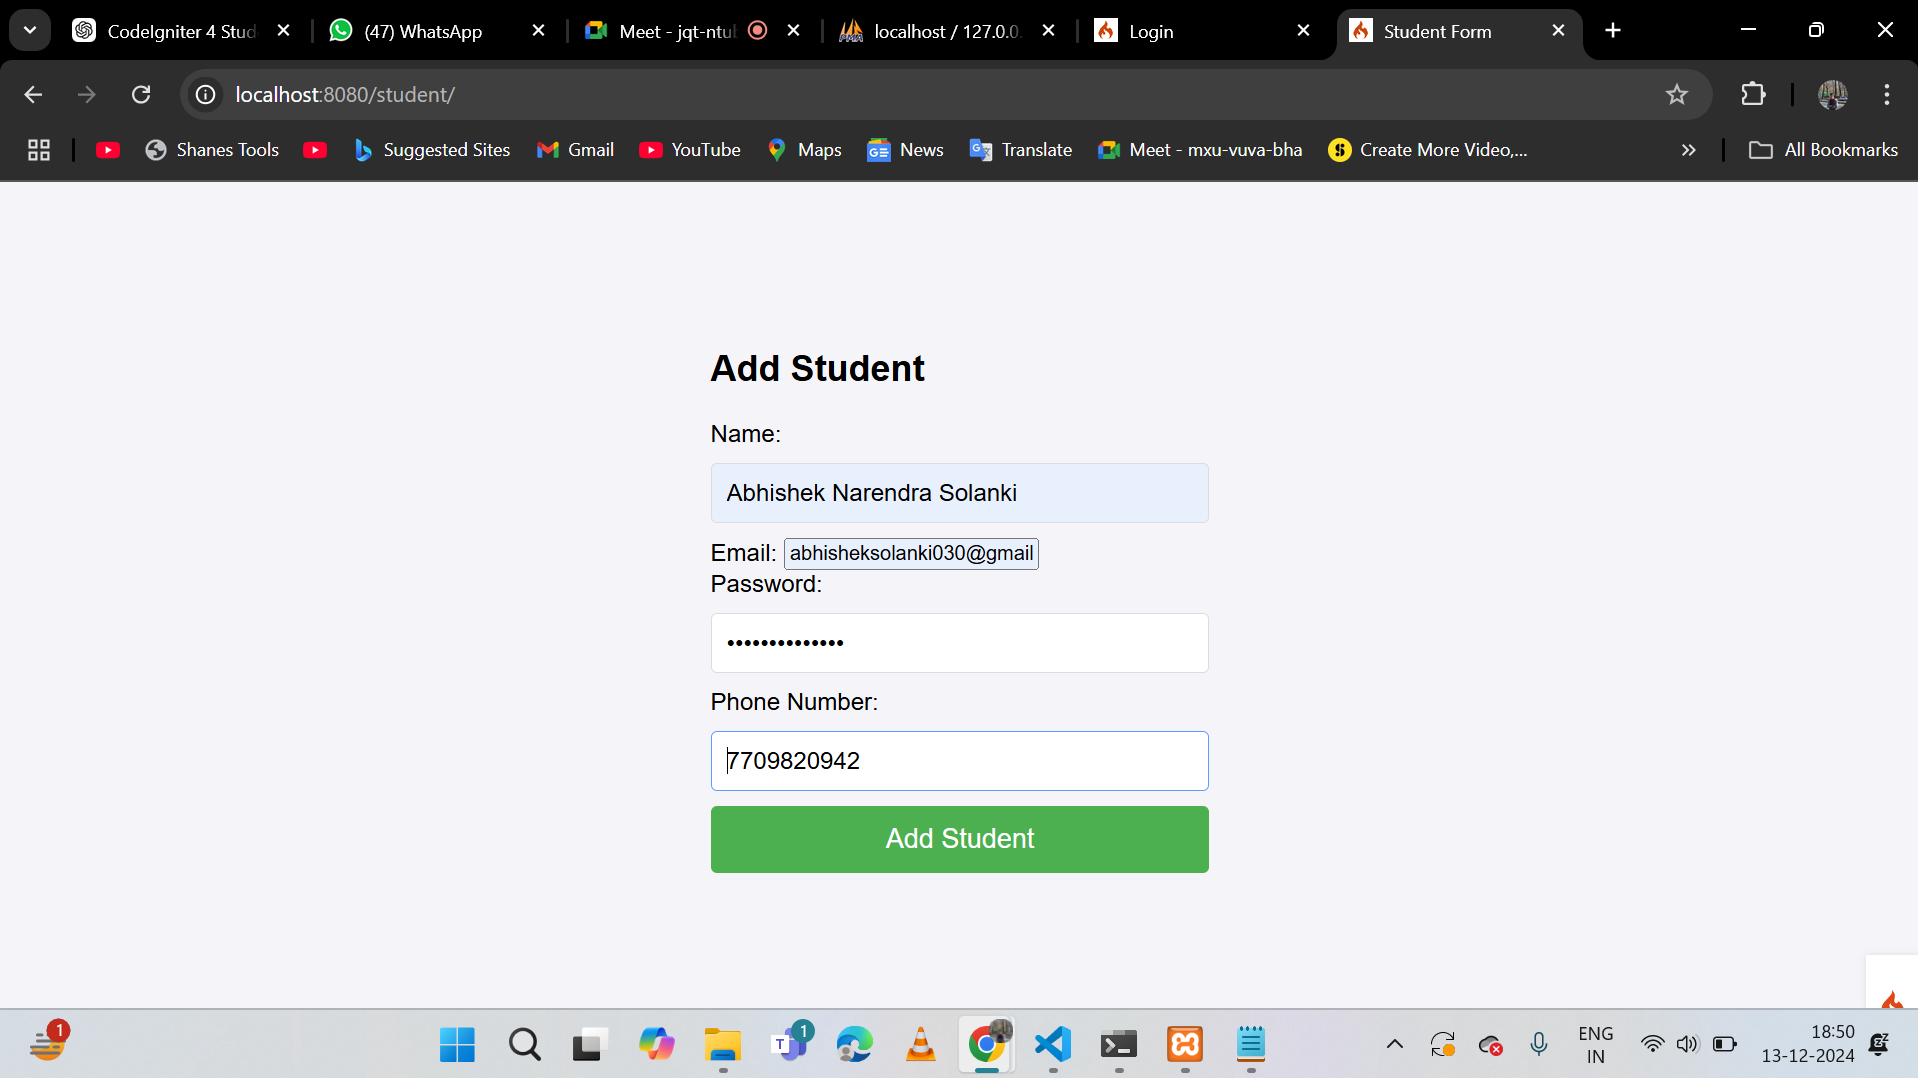 CodeIgniter 4 Stud
(47) WhatsApp
Meet - jqt-ntub
localhost / 127.0.0.
Login
Student Form
localhost:8080/student/
Shanes Tools
Suggested Sites
Gmail
YouTube
Maps
News
Translate
Meet - mxu-vuva-bha
Create More Video,...
All Bookmarks
Add Student
Name:
Abhishek Narendra Solanki
Email: abhisheksolanki030@gmail
Password:
••••••••••••••
Phone Number:
7709820942
Add Student
1
1
ENG
IN
18:50
13-12-2024